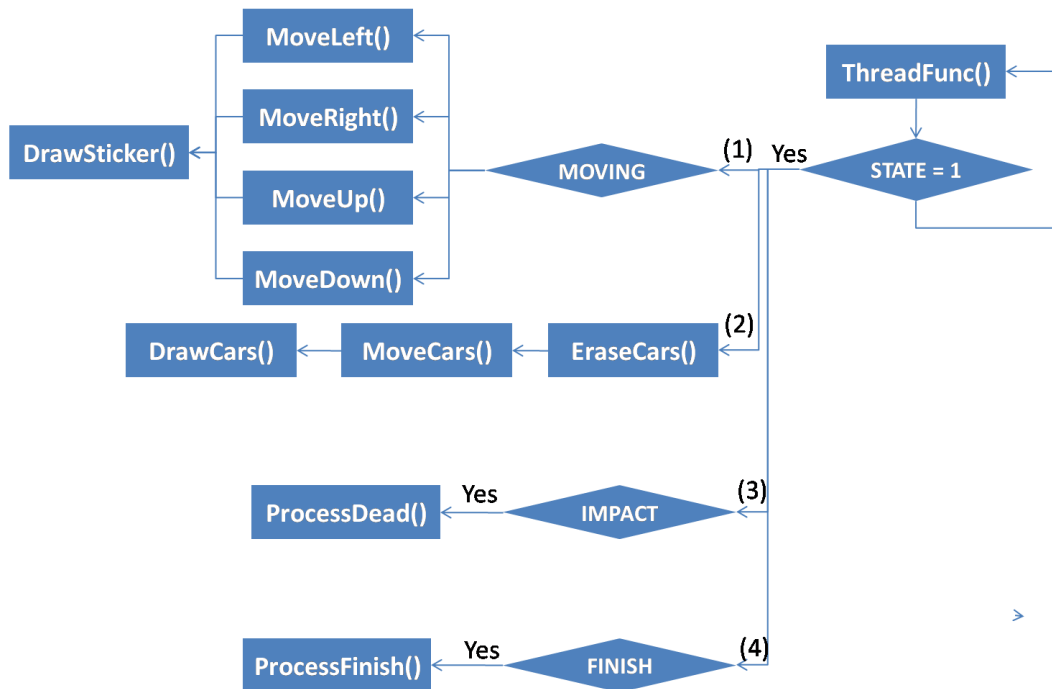 MoveLeft()
ThreadFunc()
MoveRight()
DrawSticker()
(1)
Yes
MOVING
STATE = 1
MoveUp()
MoveDown()
(2)
DrawCars()
MoveCars()
EraseCars()
Yes
(3)
ProcessDead()
IMPACT
Yes
(4)
ProcessFinish()
FINISH